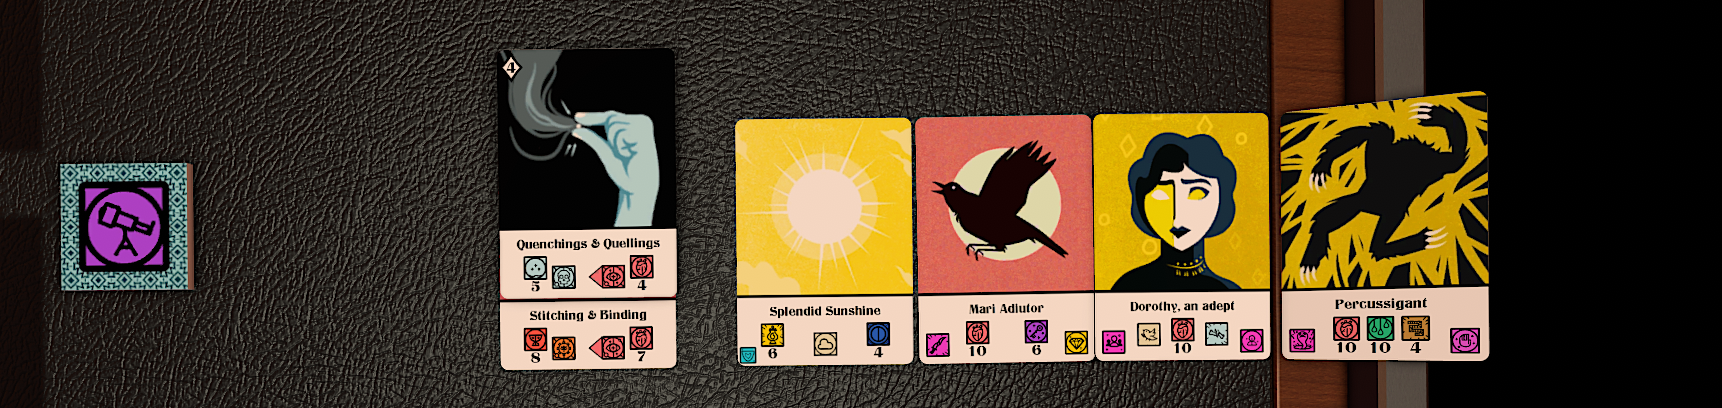 4
Quenchings & Quellings
5 4
Stitching & Binding
8 7
Splendid Sunshine
6 4
Mari Adiutor
10 6
Dorothy, an adept
10
Percussigant
10 10 4